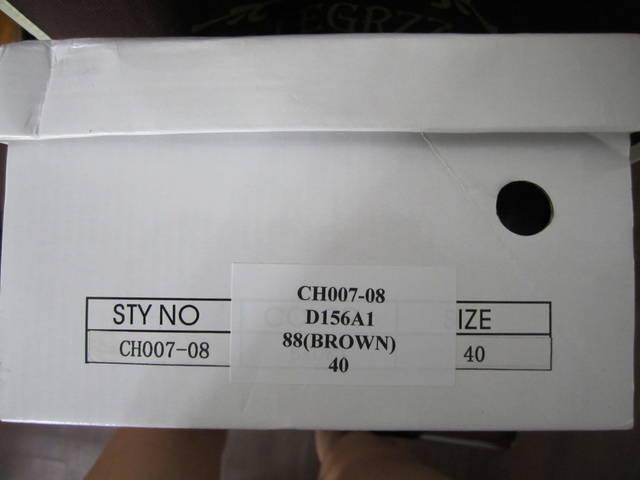 STY NO
CH007-08
CH007-08
D156A1
88(BROWN)
40
IZE
40